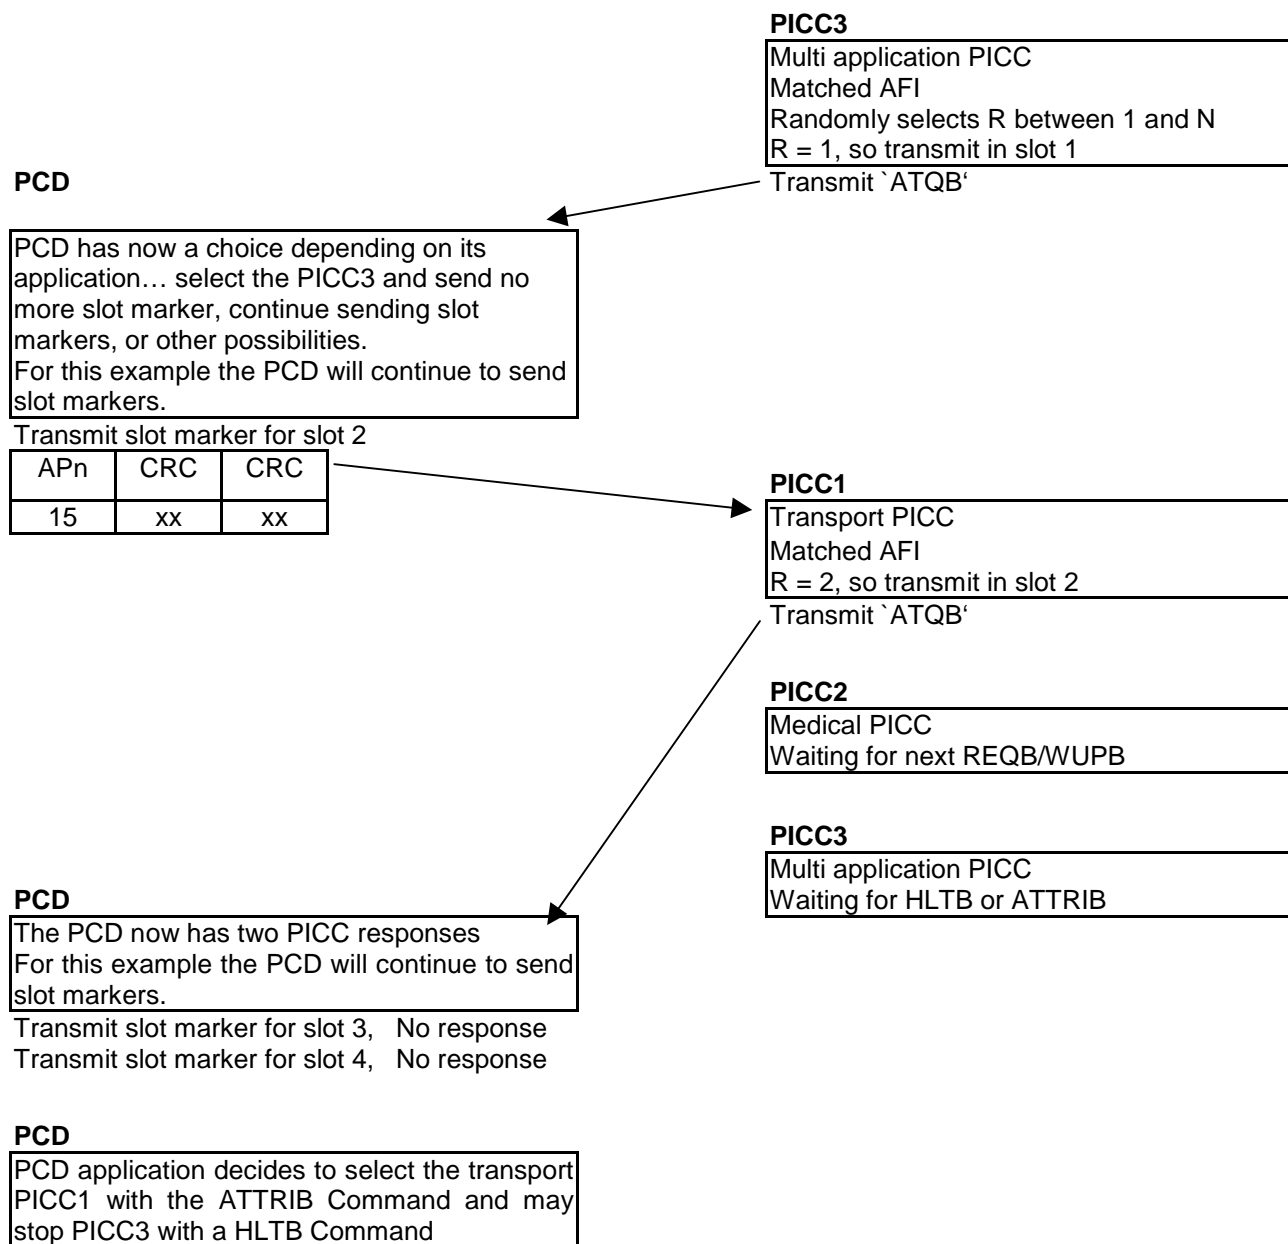 PICC3
Multi application PICC
Matched AFI
Randomly selects R between 1 and N
R = 1, so transmit in slot 1
Transmit `ATQB‘
PCD
PCD has now a choice depending on its
application… select the PICC3 and send no
more slot marker, continue sending slot
markers, or other possibilities.
For this example the PCD will continue to send
slot markers.
Transmit slot marker for slot 2
APn CRC CRC
15 xx xx
PICC1
Transport PICC
Matched AFI
R = 2, so transmit in slot 2
Transmit `ATQB‘
PICC2
Medical PICC
Waiting for next REQB/WUPB
PICC3
Multi application PICC
Waiting for HLTB or ATTRIB
PCD
The PCD now has two PICC responses
For this example the PCD will continue to send
slot markers.
Transmit slot marker for slot 3, No response
Transmit slot marker for slot 4, No response
PCD
PCD application decides to select the transport
PICC1 with the ATTRIB Command and may
stop PICC3 with a HLTB Command